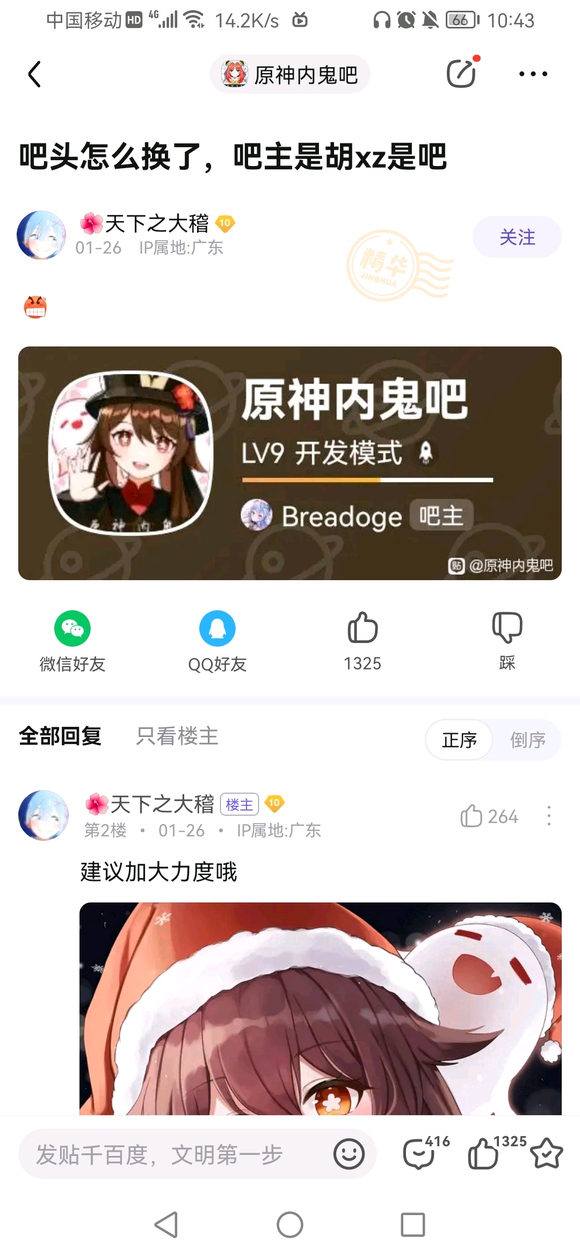 中国移动 HD 4G 14.2K/s 66 10:43
原神内鬼吧
吧头怎么换了，吧主是胡xz是吧
天下之大稽 10
01-26 IP属地:广东
关注
精华
JINGHUA
原神内鬼吧
LV9 开发模式
Breadoge 吧主
原神内鬼
贴 @原神内鬼吧
微信好友 QQ好友 1325 踩
全部回复 只看楼主 正序 倒序
天下之大稽 楼主 10
第2楼 • 01-26 • IP属地:广东
264
建议加大力度哦
发贴千百度，文明第一步 416 1325